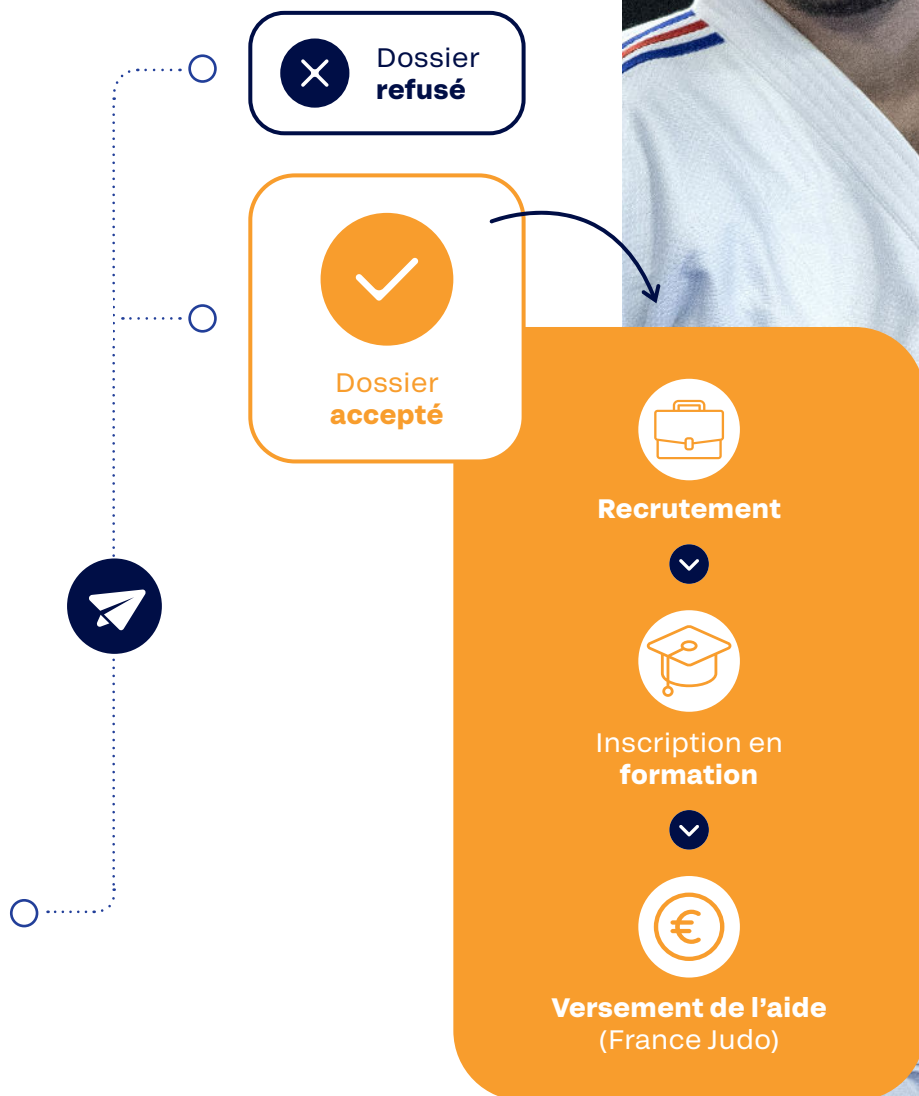 Dossier
refusé
Dossier
accepté
Recrutement
Inscription en
formation
Versement de l’aide
(France Judo)